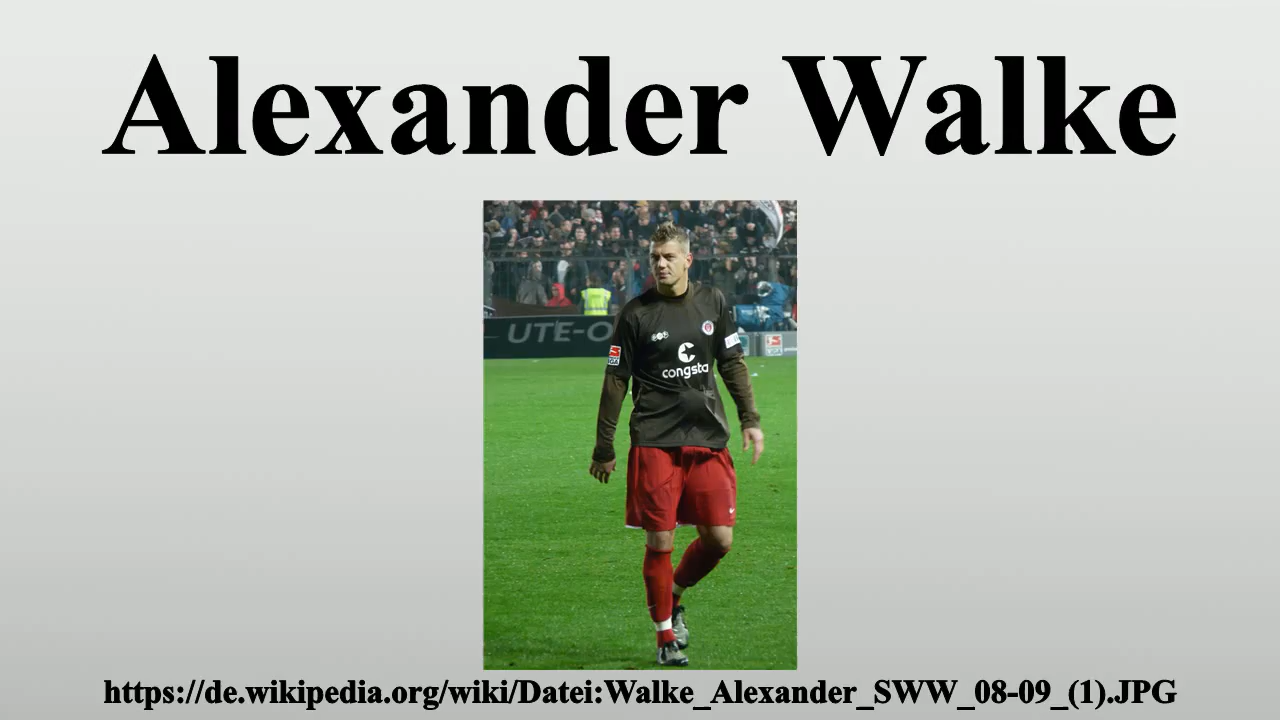 Alexander Walke
UTE-O
congsta
https://de.wikipedia.org/wiki/Datei:Walke_Alexander_SWW_08-09_(1).JPG